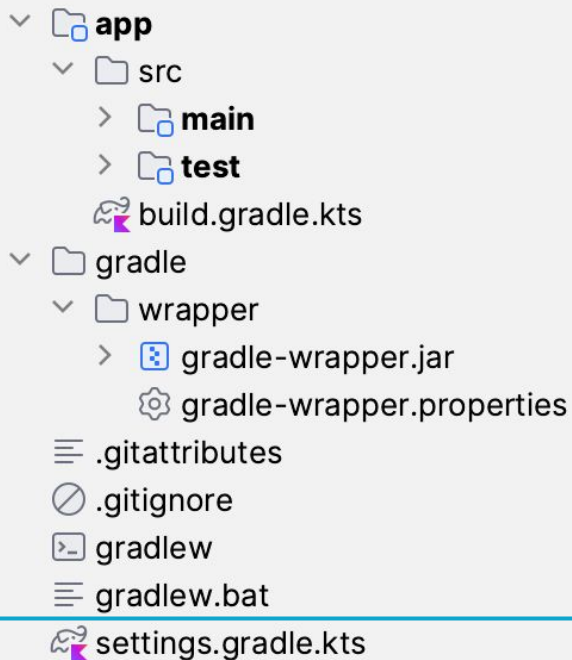 app
src
main
test
build.gradle.kts
gradle
wrapper
gradle-wrapper.jar
gradle-wrapper.properties
.gitattributes
.gitignore
gradlew
gradlew.bat
settings.gradle.kts